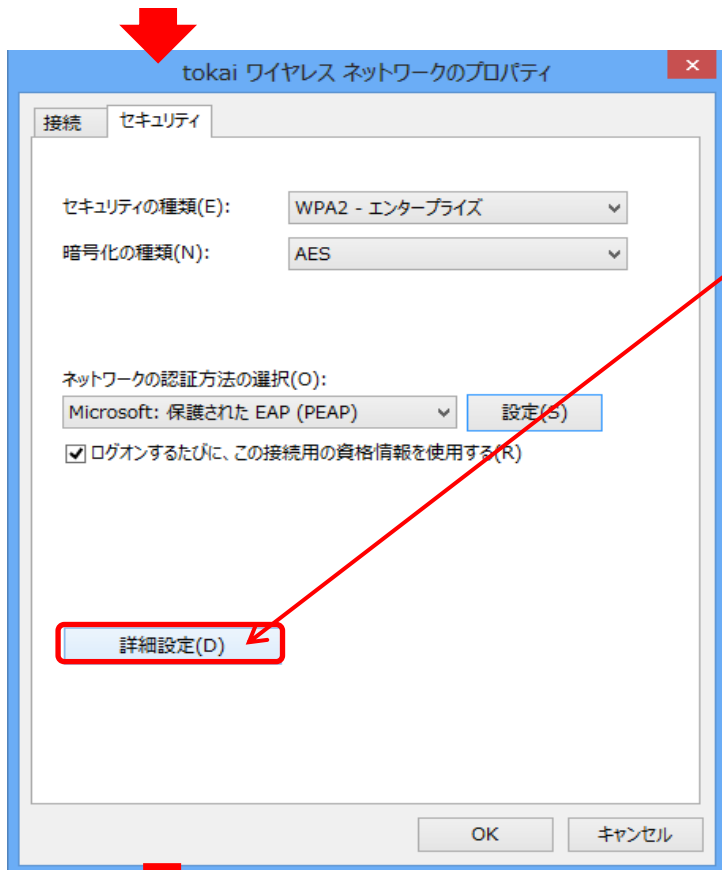 tokai ワイヤレス ネットワークのプロパティ
接続 セキュリティ
セキュリティの種類(E): WPA2 - エンタープライズ
暗号化の種類(N): AES
ネットワークの認証方法の選択(O):
Microsoft: 保護された EAP (PEAP) 設定(S)
ログオンするたびに、この接続用の資格情報を使用する(R)
詳細設定(D)
OK キャンセル